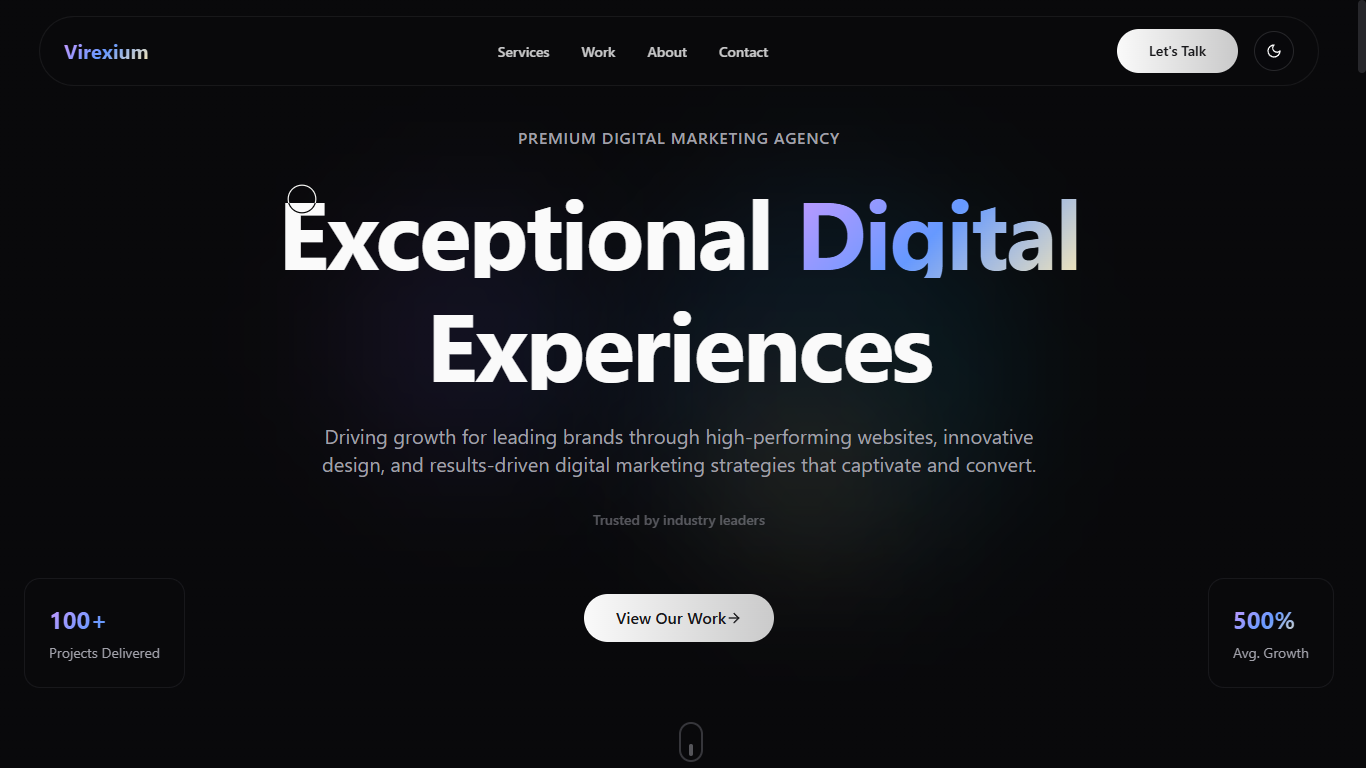 Virexium
Services
Work
About
Contact
Let's Talk
PREMIUM DIGITAL MARKETING AGENCY
Exceptional Digital
Experiences
Driving growth for leading brands through high-performing websites, innovative
design, and results-driven digital marketing strategies that captivate and convert.
Trusted by industry leaders
100+
Projects Delivered
View Our Work→
500%
Avg. Growth